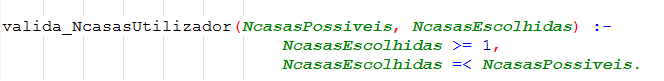 valida_NcasasUtilizador(NcasasPossiveis, NcasasEscolhidas) :-
NcasasEscolhidas >= 1,
NcasasEscolhidas =< NcasasPossiveis.